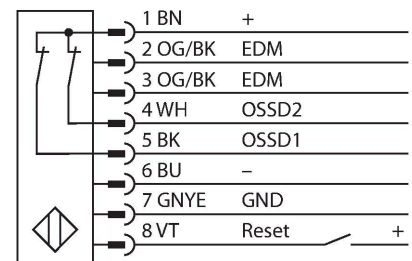 1 BN +
2 OG/BK EDM
3 OG/BK EDM
4 WH OSSD2
5 BK OSSD1
6 BU –
7 GNYE GND
8 VT Reset +